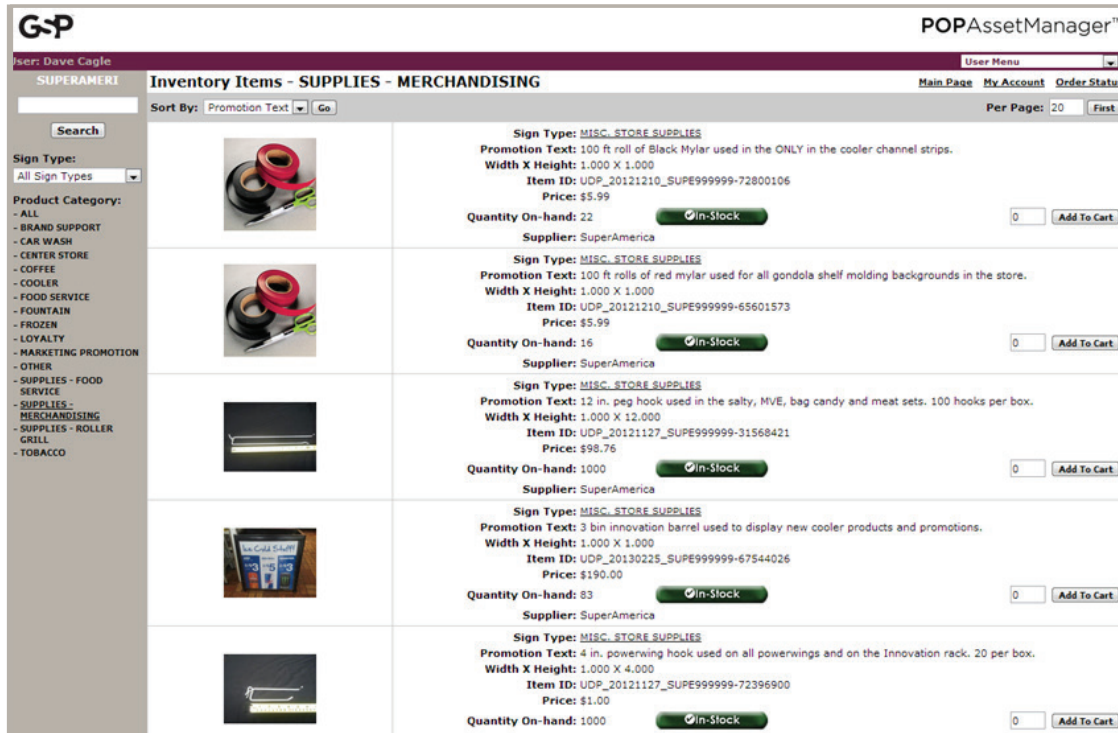 GSP
POPAssetManager™
User: Dave Cagle
User Menu
SUPERAMERI
Inventory Items - SUPPLIES - MERCHANDISING
Main Page My Account Order Statu
Sort By: Promotion Text Go
Per Page: 20 First
Search
Sign Type:
All Sign Types
Product Category:
- ALL
- BRAND SUPPORT
- CAR WASH
- CENTER STORE
- COFFEE
- COOLER
- FOOD SERVICE
- FOUNTAIN
- FROZEN
- LOYALTY
- MARKETING PROMOTION
- OTHER
- SUPPLIES - FOOD
SERVICE
- SUPPLIES -
MERCHANDISING
- SUPPLIES - ROLLER
GRILL
- TOBACCO
Sign Type: MISC. STORE SUPPLIES
Promotion Text: 100 ft roll of Black Mylar used in the ONLY in the cooler channel strips.
Width X Height: 1.000 X 1.000
Item ID: UDP_20121210_SUPE999999-72800106
Price: $5.99
Quantity On-hand: 22 In-Stock 0 Add To Cart
Supplier: SuperAmerica
Sign Type: MISC. STORE SUPPLIES
Promotion Text: 100 ft rolls of red mylar used for all gondola shelf molding backgrounds in the store.
Width X Height: 1.000 X 1.000
Item ID: UDP_20121210_SUPE999999-65601573
Price: $5.99
Quantity On-hand: 16 In-Stock 0 Add To Cart
Supplier: SuperAmerica
Sign Type: MISC. STORE SUPPLIES
Promotion Text: 12 in. peg hook used in the salty, MVE, bag candy and meat sets. 100 hooks per box.
Width X Height: 1.000 X 12.000
Item ID: UDP_20121127_SUPE999999-31568421
Price: $98.76
Quantity On-hand: 1000 In-Stock 0 Add To Cart
Supplier: SuperAmerica
Ice Cold Stuff!
$3 $5 $3
Sign Type: MISC. STORE SUPPLIES
Promotion Text: 3 bin innovation barrel used to display new cooler products and promotions.
Width X Height: 1.000 X 1.000
Item ID: UDP_20130225_SUPE999999-67544026
Price: $190.00
Quantity On-hand: 83 In-Stock 0 Add To Cart
Supplier: SuperAmerica
Sign Type: MISC. STORE SUPPLIES
Promotion Text: 4 in. powerwing hook used on all powerwings and on the Innovation rack. 20 per box.
Width X Height: 1.000 X 4.000
Item ID: UDP_20121127_SUPE999999-72396900
Price: $1.00
Quantity On-hand: 1000 In-Stock 0 Add To Cart